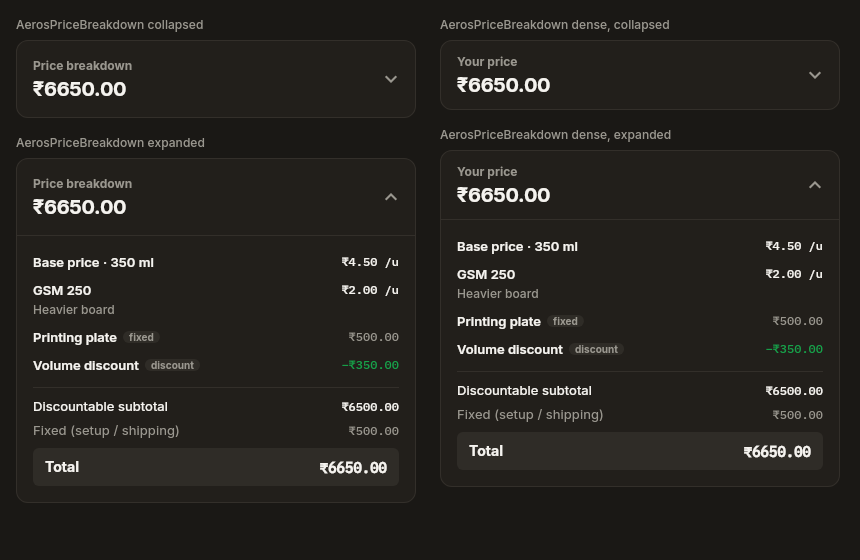 AerosPriceBreakdown collapsed
Price breakdown
₹6650.00
AerosPriceBreakdown expanded
Price breakdown
₹6650.00
Base price · 350 ml ₹4.50 /u
GSM 250 ₹2.00 /u
Heavier board
Printing plate fixed ₹500.00
Volume discount discount −₹350.00
Discountable subtotal ₹6500.00
Fixed (setup / shipping) ₹500.00
Total ₹6650.00
AerosPriceBreakdown dense, collapsed
Your price
₹6650.00
AerosPriceBreakdown dense, expanded
Your price
₹6650.00
Base price · 350 ml ₹4.50 /u
GSM 250 ₹2.00 /u
Heavier board
Printing plate fixed ₹500.00
Volume discount discount −₹350.00
Discountable subtotal ₹6500.00
Fixed (setup / shipping) ₹500.00
Total ₹6650.00